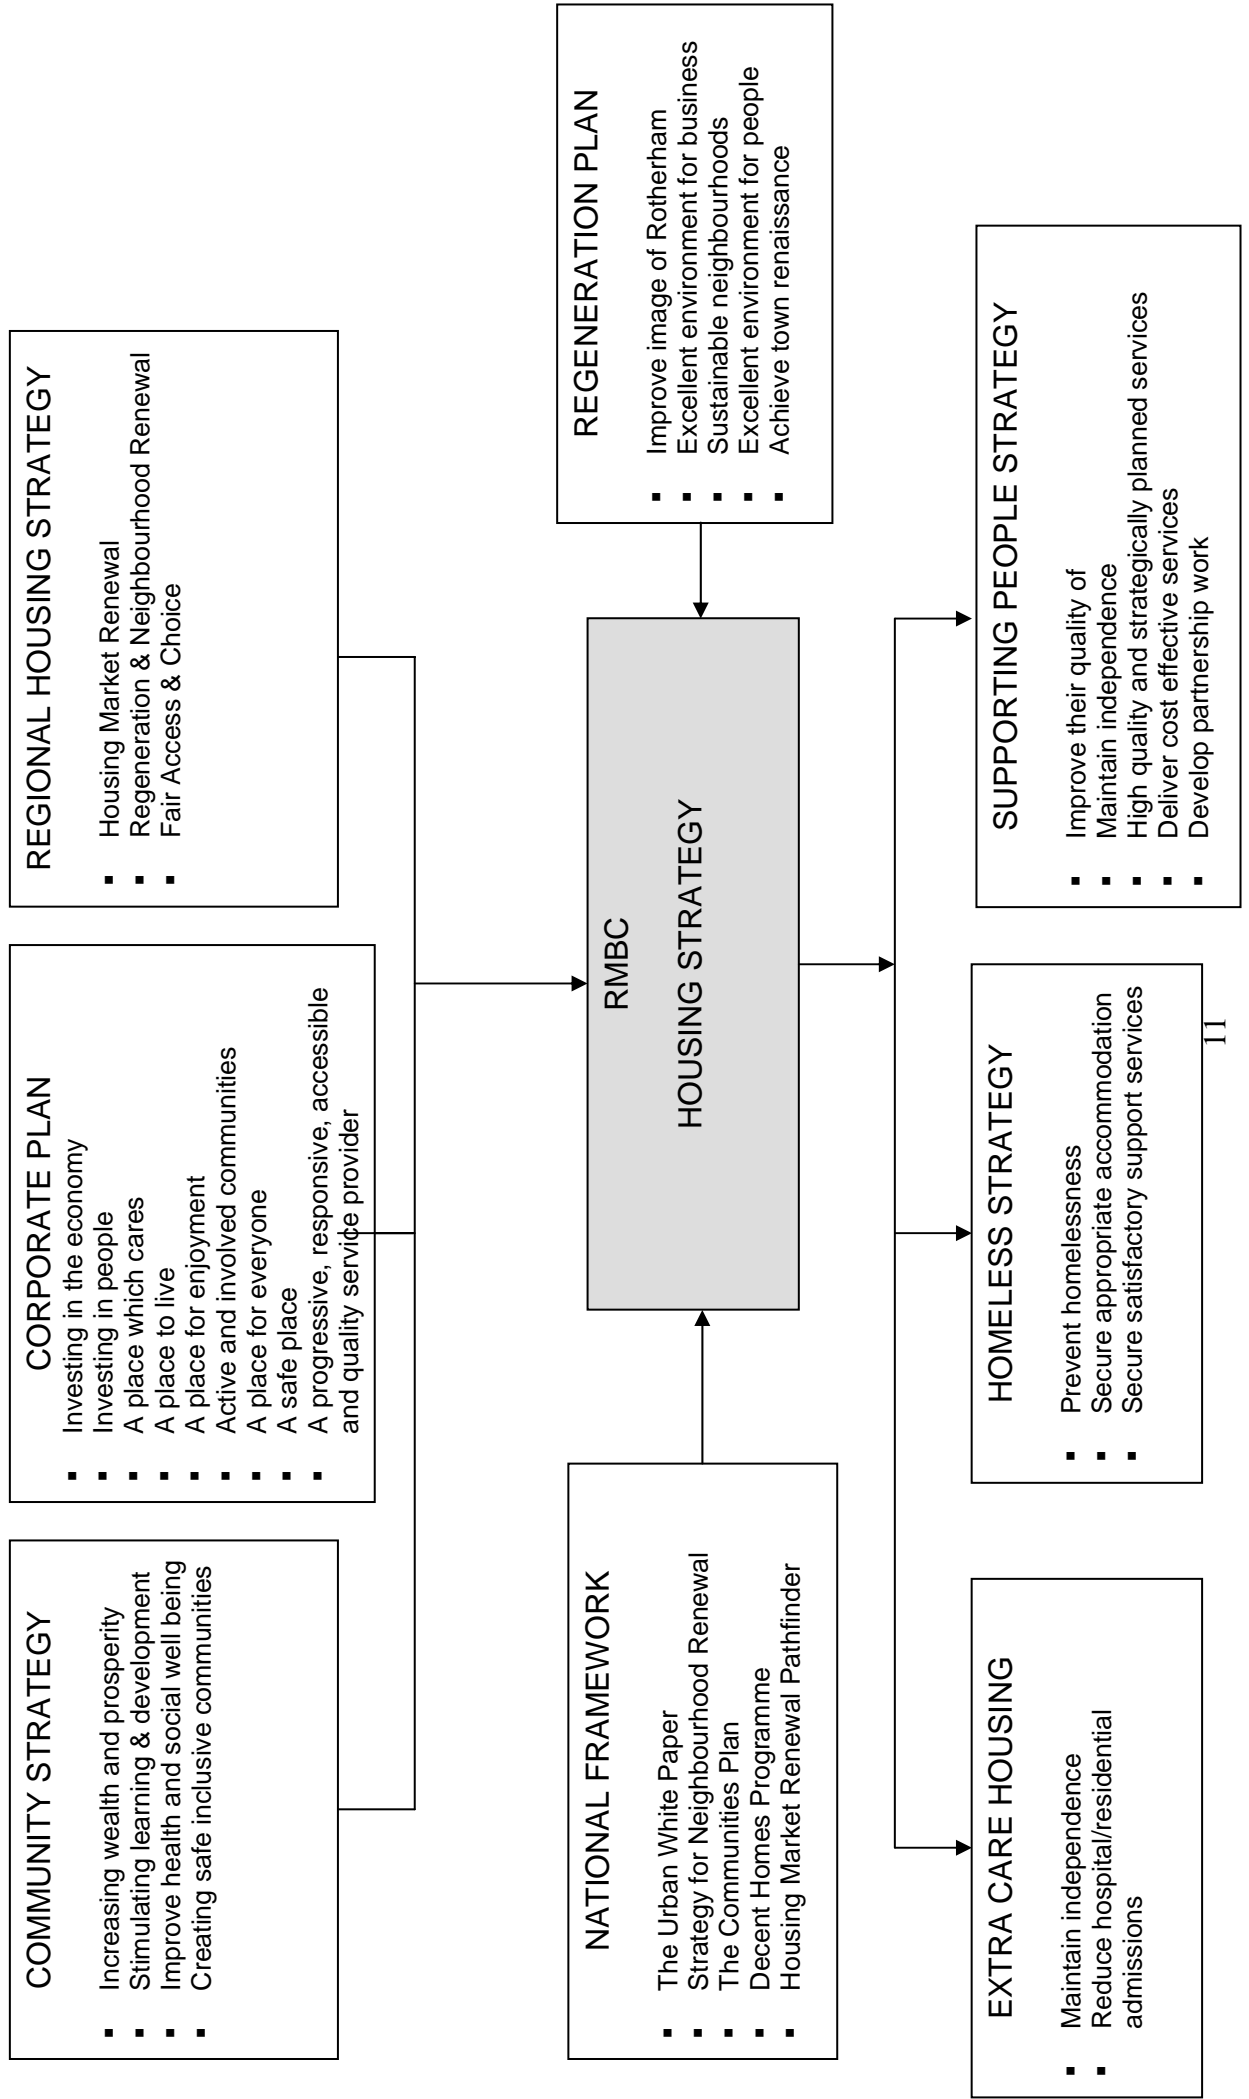 COMMUNITY STRATEGY
▪ Increasing wealth and prosperity
▪ Stimulating learning & development
▪ Improve health and social well being
▪ Creating safe inclusive communities
CORPORATE PLAN
▪ Investing in the economy
▪ Investing in people
▪ A place which cares
▪ A place to live
▪ A place for enjoyment
▪ Active and involved communities
▪ A place for everyone
▪ A safe place
▪ A progressive, responsive, accessible
and quality service provider
REGIONAL HOUSING STRATEGY
▪ Housing Market Renewal
▪ Regeneration & Neighbourhood Renewal
▪ Fair Access & Choice
NATIONAL FRAMEWORK
▪ The Urban White Paper
▪ Strategy for Neighbourhood Renewal
▪ The Communities Plan
▪ Decent Homes Programme
▪ Housing Market Renewal Pathfinder
RMBC
HOUSING STRATEGY
REGENERATION PLAN
▪ Improve image of Rotherham
▪ Excellent environment for business
▪ Sustainable neighbourhoods
▪ Excellent environment for people
▪ Achieve town renaissance
EXTRA CARE HOUSING
▪ Maintain independence
▪ Reduce hospital/residential
admissions
HOMELESS STRATEGY
▪ Prevent homelessness
▪ Secure appropriate accommodation
▪ Secure satisfactory support services
SUPPORTING PEOPLE STRATEGY
▪ Improve their quality of
▪ Maintain independence
▪ High quality and strategically planned services
▪ Deliver cost effective services
▪ Develop partnership work
11